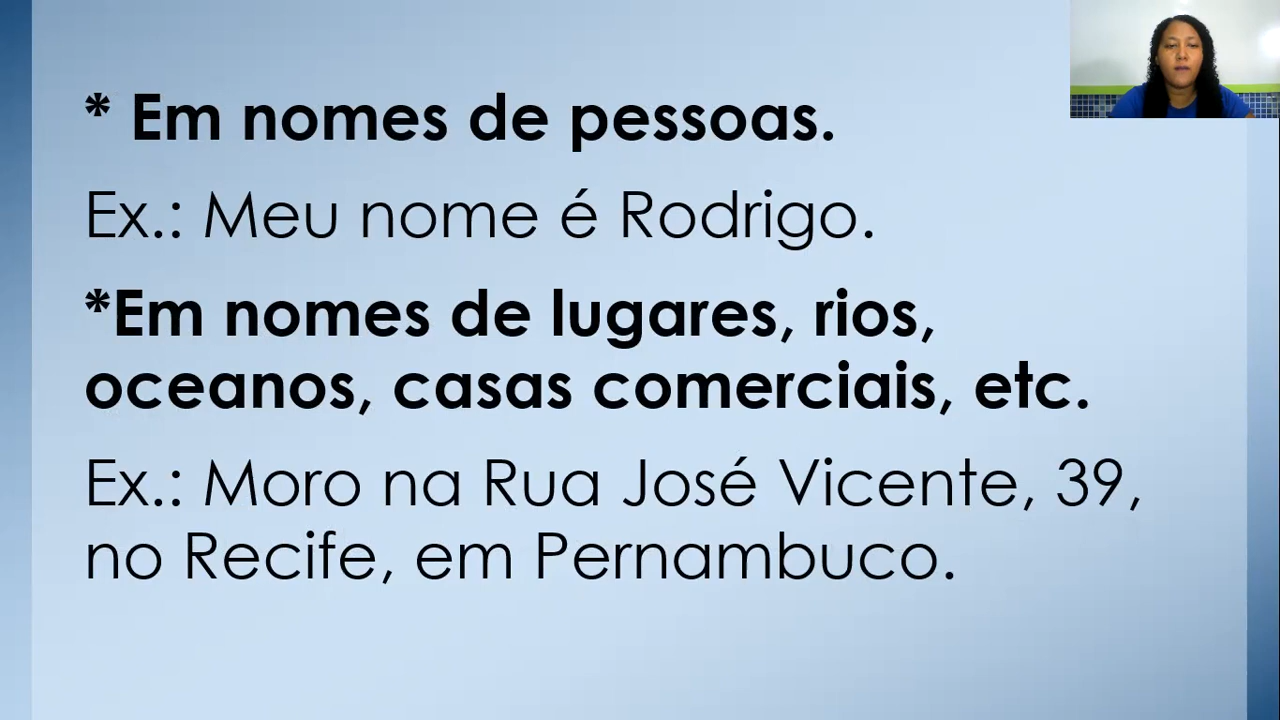 * Em nomes de pessoas.
Ex.: Meu nome é Rodrigo.
*Em nomes de lugares, rios,
oceanos, casas comerciais, etc.
Ex.: Moro na Rua José Vicente, 39,
no Recife, em Pernambuco.